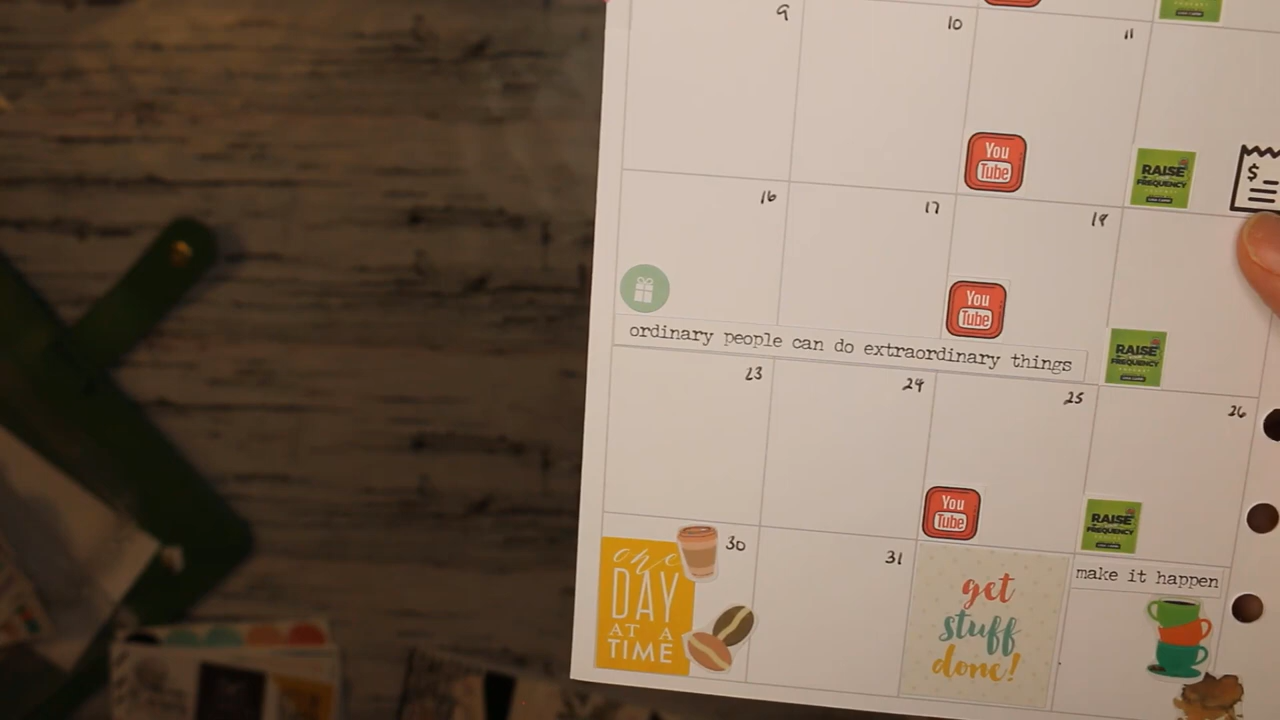 9
10
11
You
Tube
RAISE
FREQUENCY
$
16
17
18
You
Tube
ordinary people can do extraordinary things
RAISE
FREQUENCY
23
24
25
26
You
Tube
RAISE
FREQUENCY
30
31
one
DAY
AT A
TIME
get
stuff
done!
make it happen